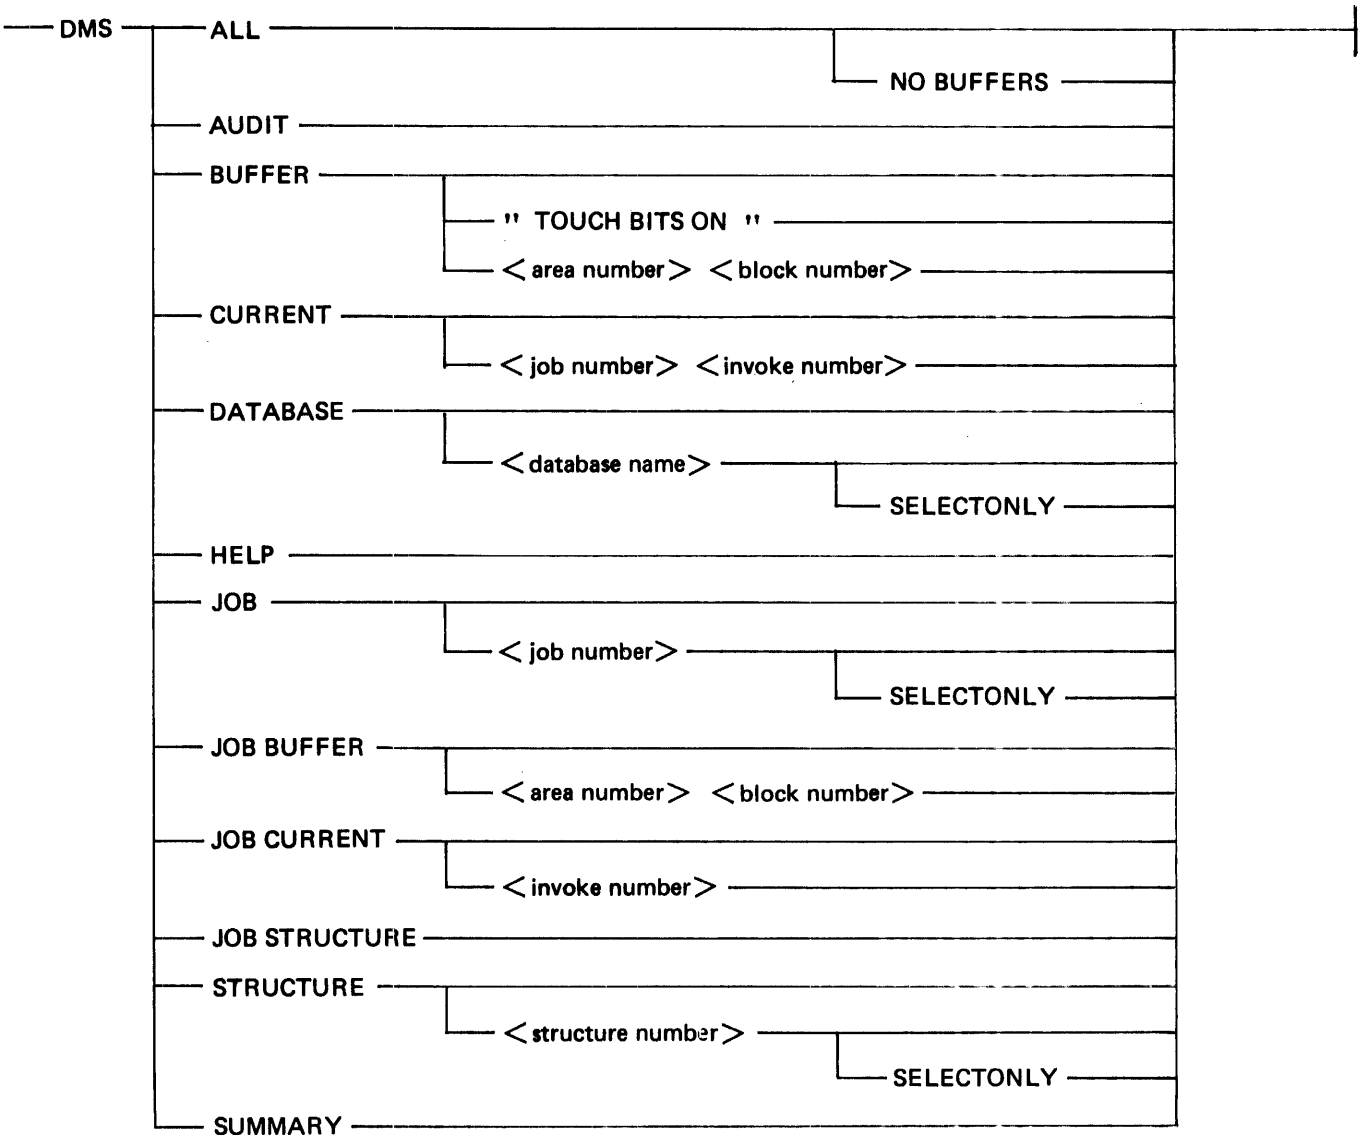 DMS ALL
NO BUFFERS
AUDIT
BUFFER
" TOUCH BITS ON "
<area number> <block number>
CURRENT
<job number> <invoke number>
DATABASE
<database name>
SELECTONLY
HELP
JOB
<job number>
SELECTONLY
JOB BUFFER
<area number> <block number>
JOB CURRENT
<invoke number>
JOB STRUCTURE
STRUCTURE
<structure number>
SELECTONLY
SUMMARY